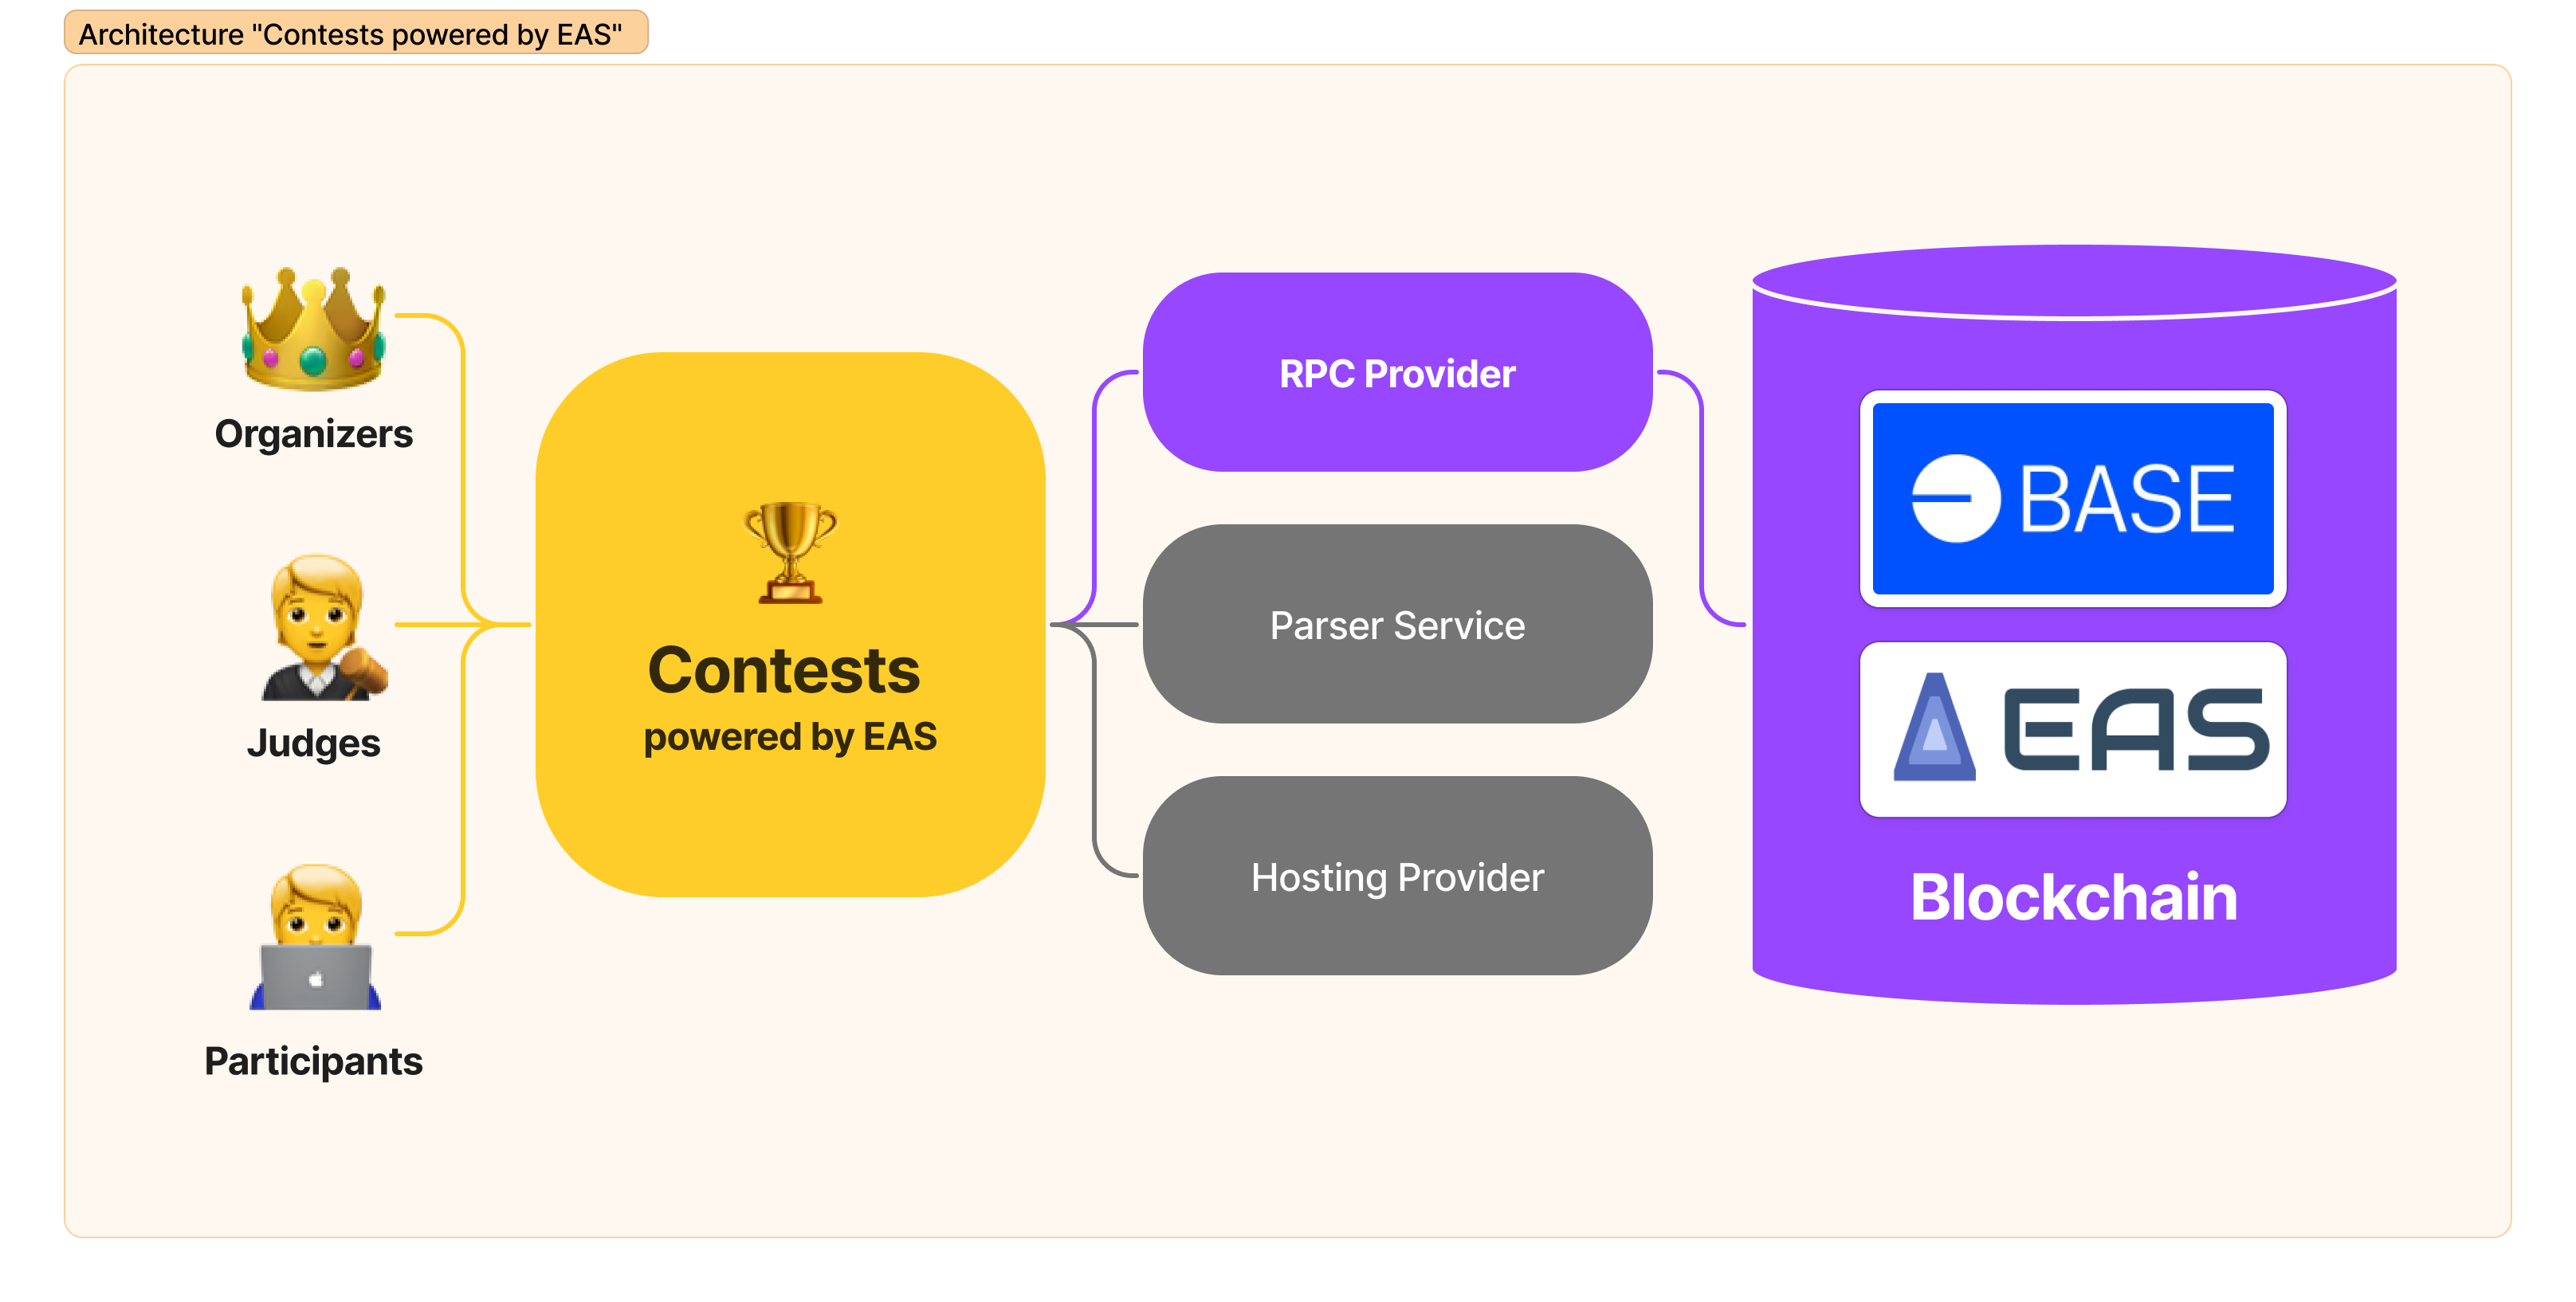 Architecture "Contests powered by EAS"
Organizers
Judges
Participants
Contests
powered by EAS
RPC Provider
Parser Service
Hosting Provider
BASE
EAS
Blockchain